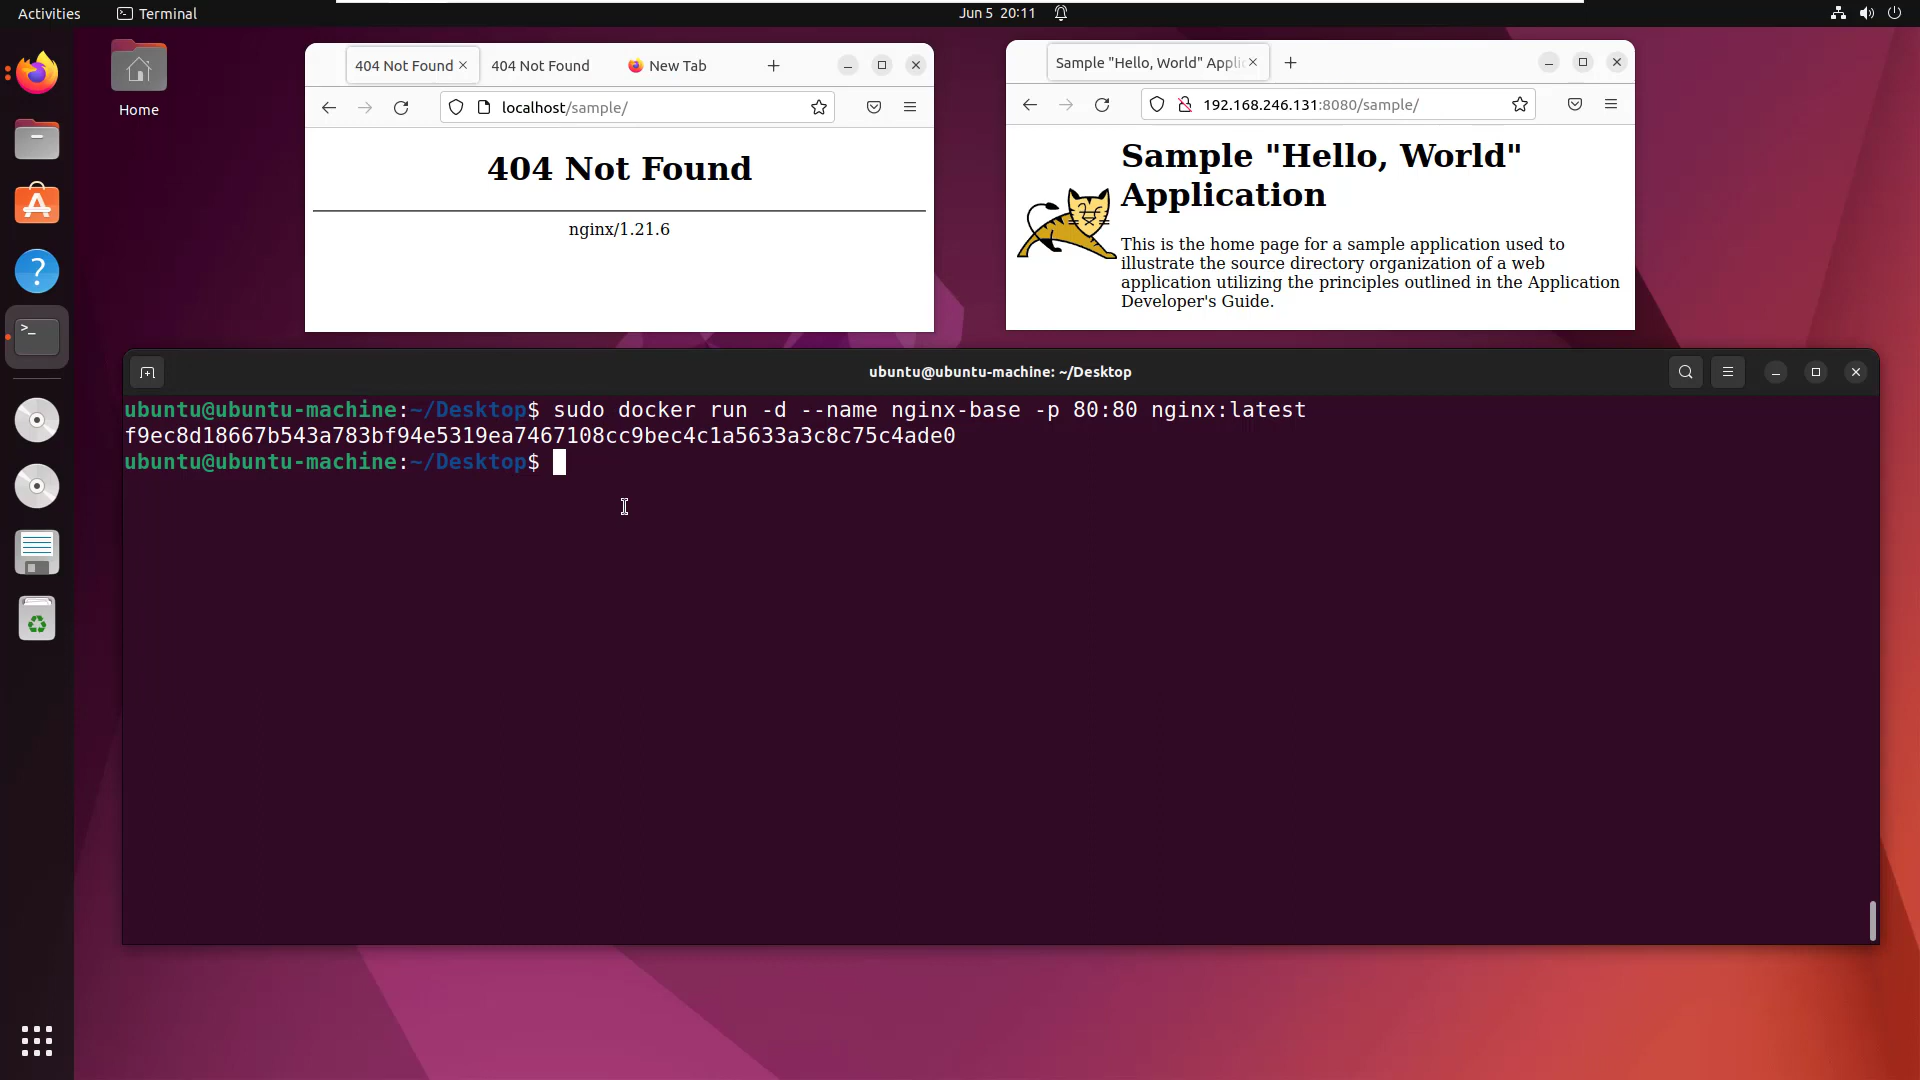 Activities
Terminal
Jun 5 20:11
Home
404 Not Found
404 Not Found
New Tab
localhost/sample/
404 Not Found
nginx/1.21.6
Sample "Hello, World" Appli
192.168.246.131:8080/sample/
Sample "Hello, World"
Application
This is the home page for a sample application used to
illustrate the source directory organization of a web
application utilizing the principles outlined in the Application
Developer's Guide.
ubuntu@ubuntu-machine: ~/Desktop
ubuntu@ubuntu-machine:~/Desktop$ sudo docker run -d --name nginx-base -p 80:80 nginx:latest
f9ec8d18667b543a783bf94e5319ea7467108cc9bec4c1a5633a3c8c75c4ade0
ubuntu@ubuntu-machine:~/Desktop$